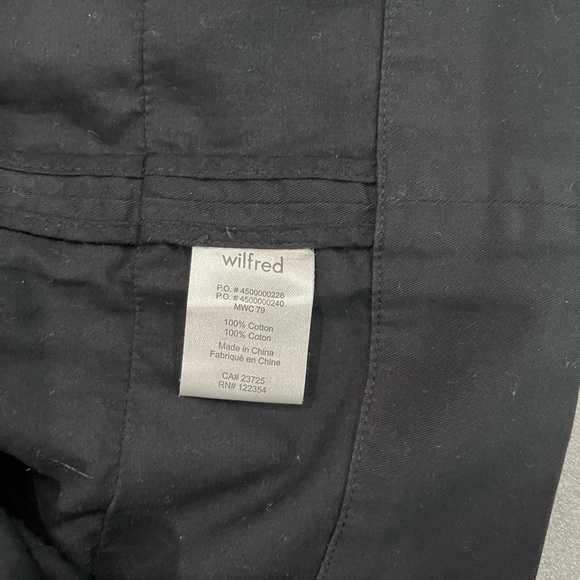 wilfred
P.O. # 4500000228
P.O. # 4500000240
MWC 79
100% Cotton
100% Coton
Made in China
Fabriqué en Chine
CA# 23725
RN# 122354